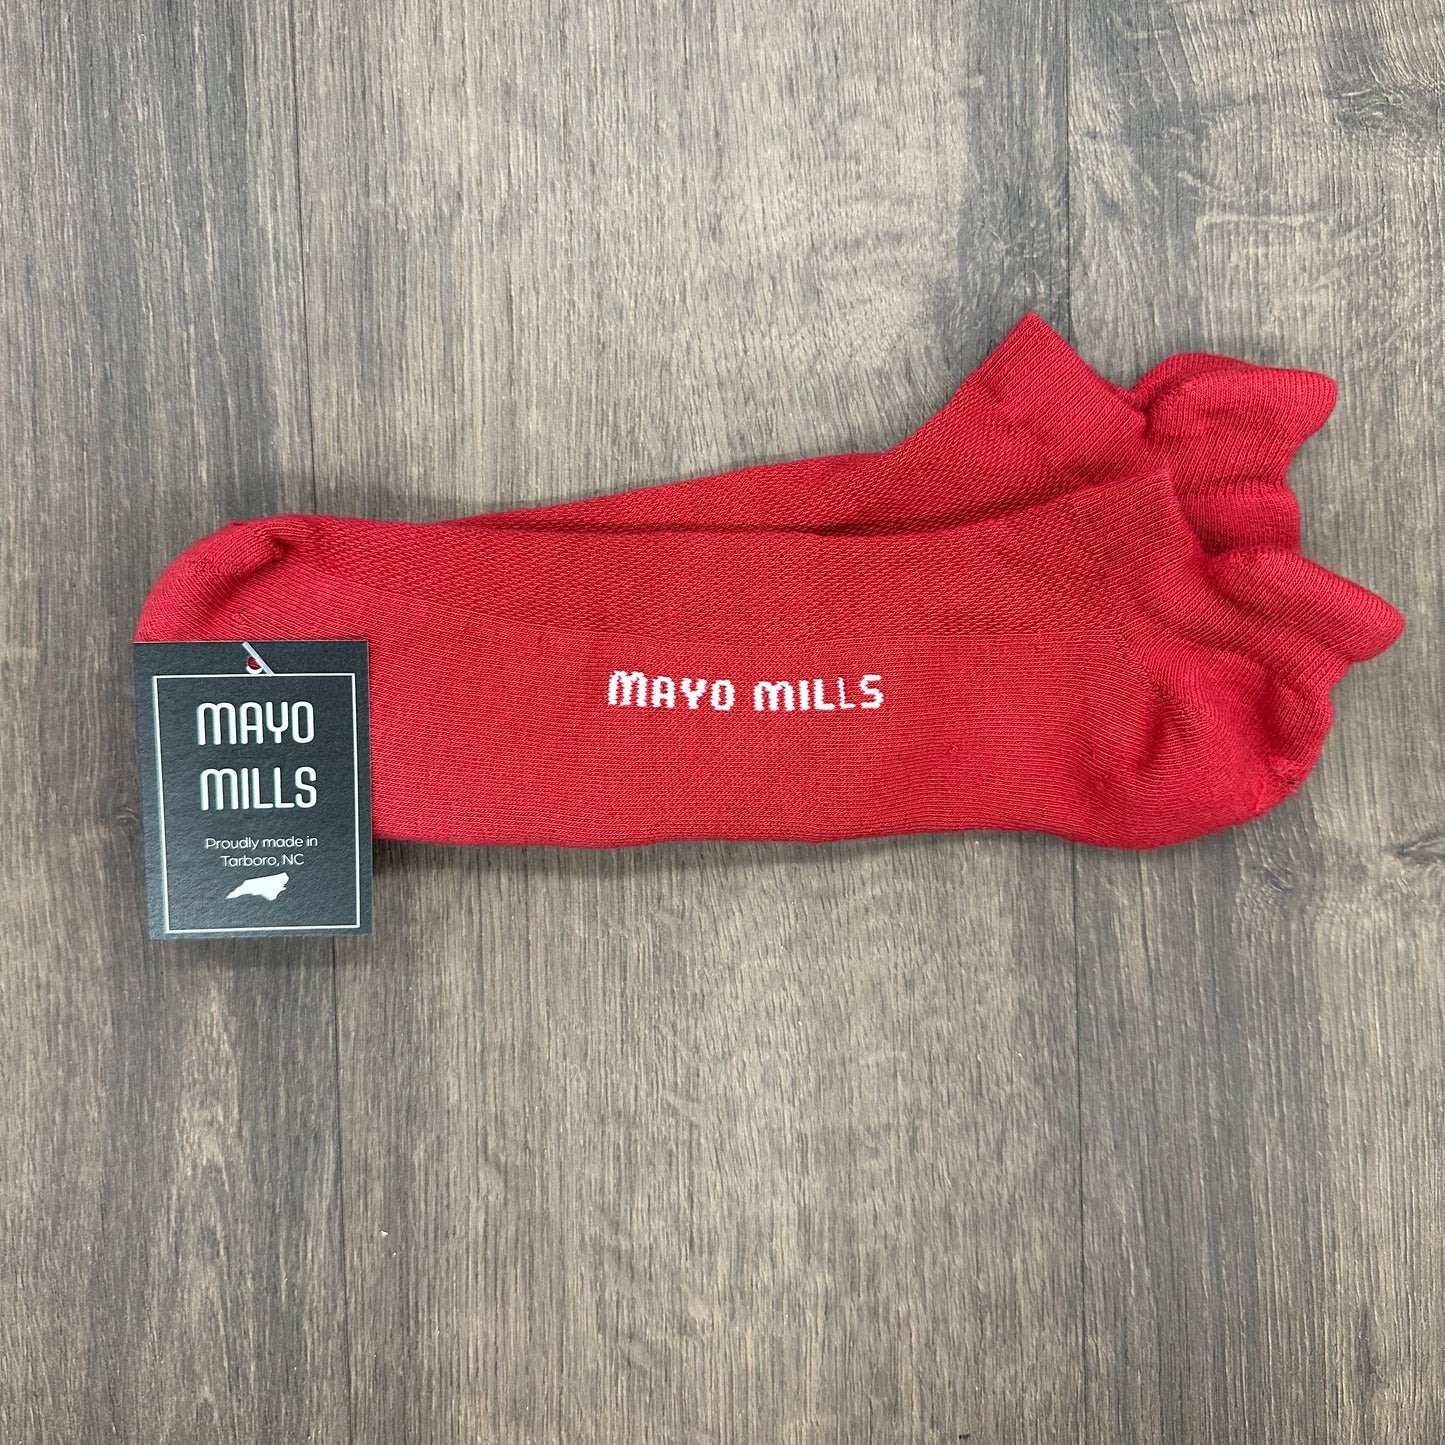 MAYO MILLS
MAYO
MILLS
Proudly made in
Tarboro, NC